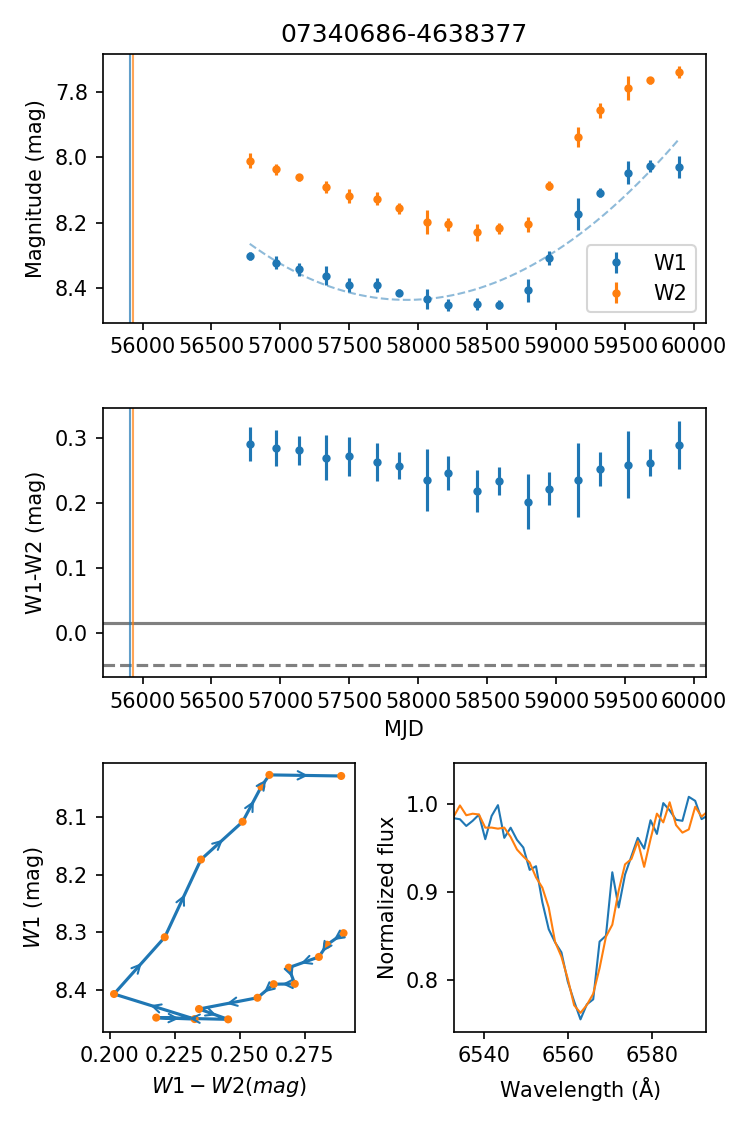 07340686-4638377
Magnitude (mag)
7.8
8.0
8.2
8.4
W1
W2
56000 56500 57000 57500 58000 58500 59000 59500 60000
W1-W2 (mag)
0.3
0.2
0.1
0.0
56000 56500 57000 57500 58000 58500 59000 59500 60000
MJD
W1 (mag)
8.1
8.2
8.3
8.4
0.200 0.225 0.250 0.275
W1 − W2(mag)
Normalized flux
1.0
0.9
0.8
6540 6560 6580
Wavelength (Å)